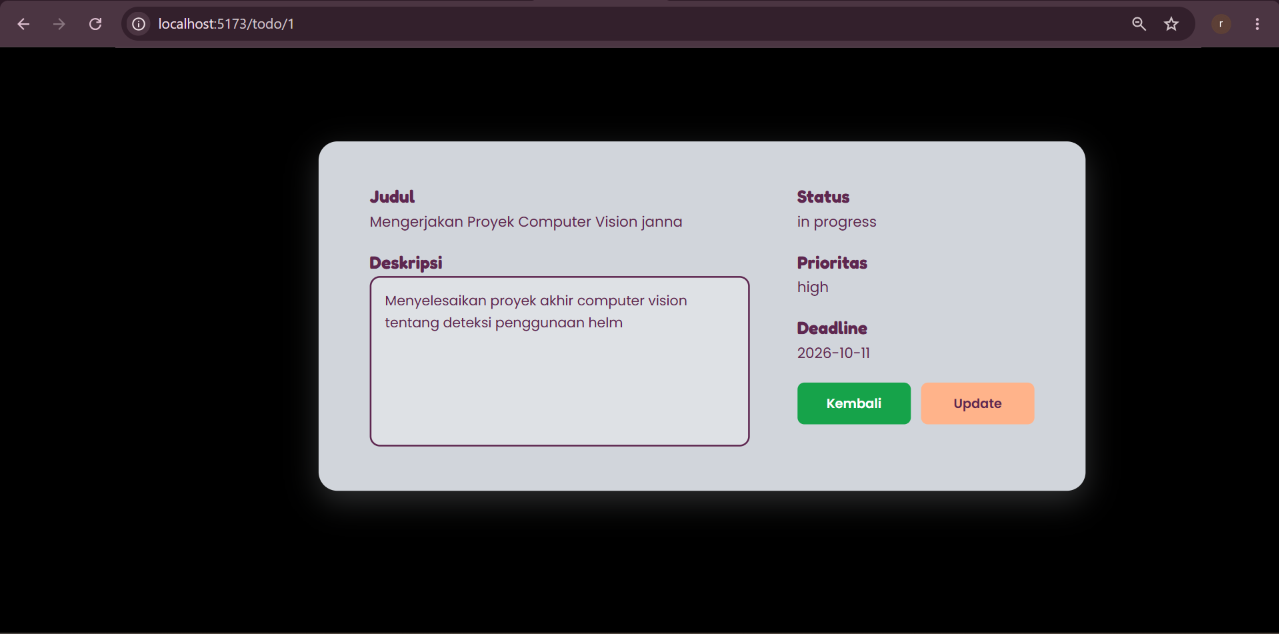 localhost:5173/todo/1
r
Judul
Mengerjakan Proyek Computer Vision janna
Deskripsi
Menyelesaikan proyek akhir computer vision
tentang deteksi penggunaan helm
Status
in progress
Prioritas
high
Deadline
2026-10-11
Kembali
Update